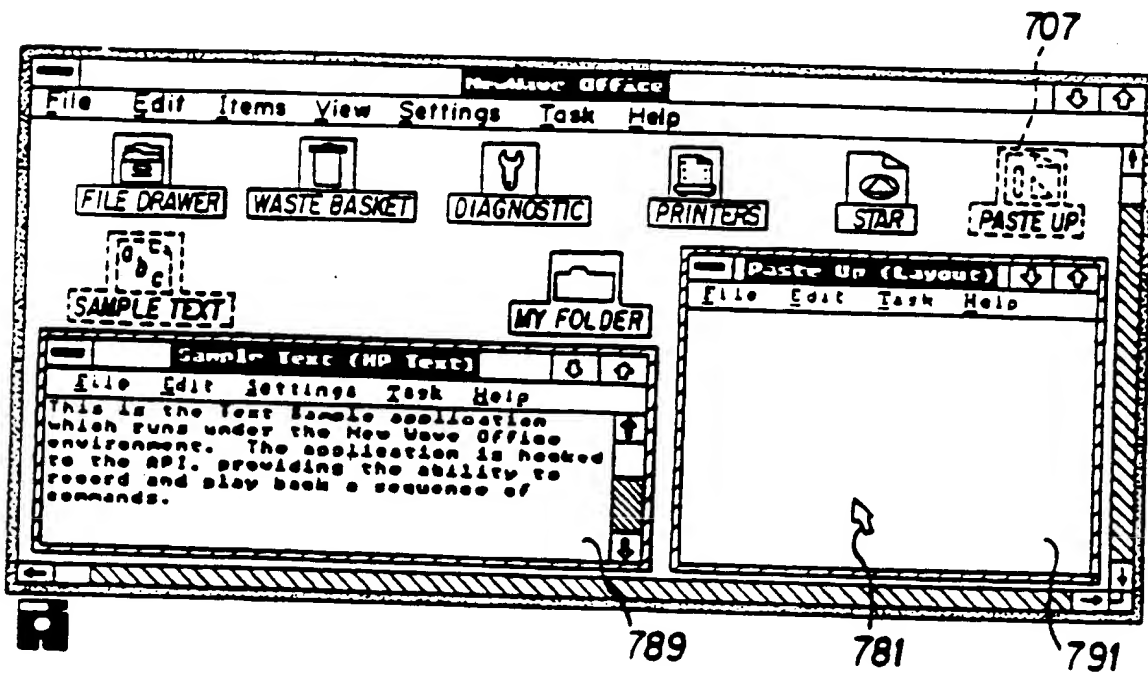 707
NewWave Office
File Edit Items View Settings Task Help
FILE DRAWER WASTE BASKET DIAGNOSTIC PRINTERS STAR PASTE UP
SAMPLE TEXT MY FOLDER
Paste Up (Layout)
File Edit Task Help
Sample Text (HP Text)
File Edit Settings Task Help
This is the Text Sample application
which runs under the New Wave Office
environment. The application is hooked
to the API, providing the ability to
record and play back a sequence of
commands.
789 781 791